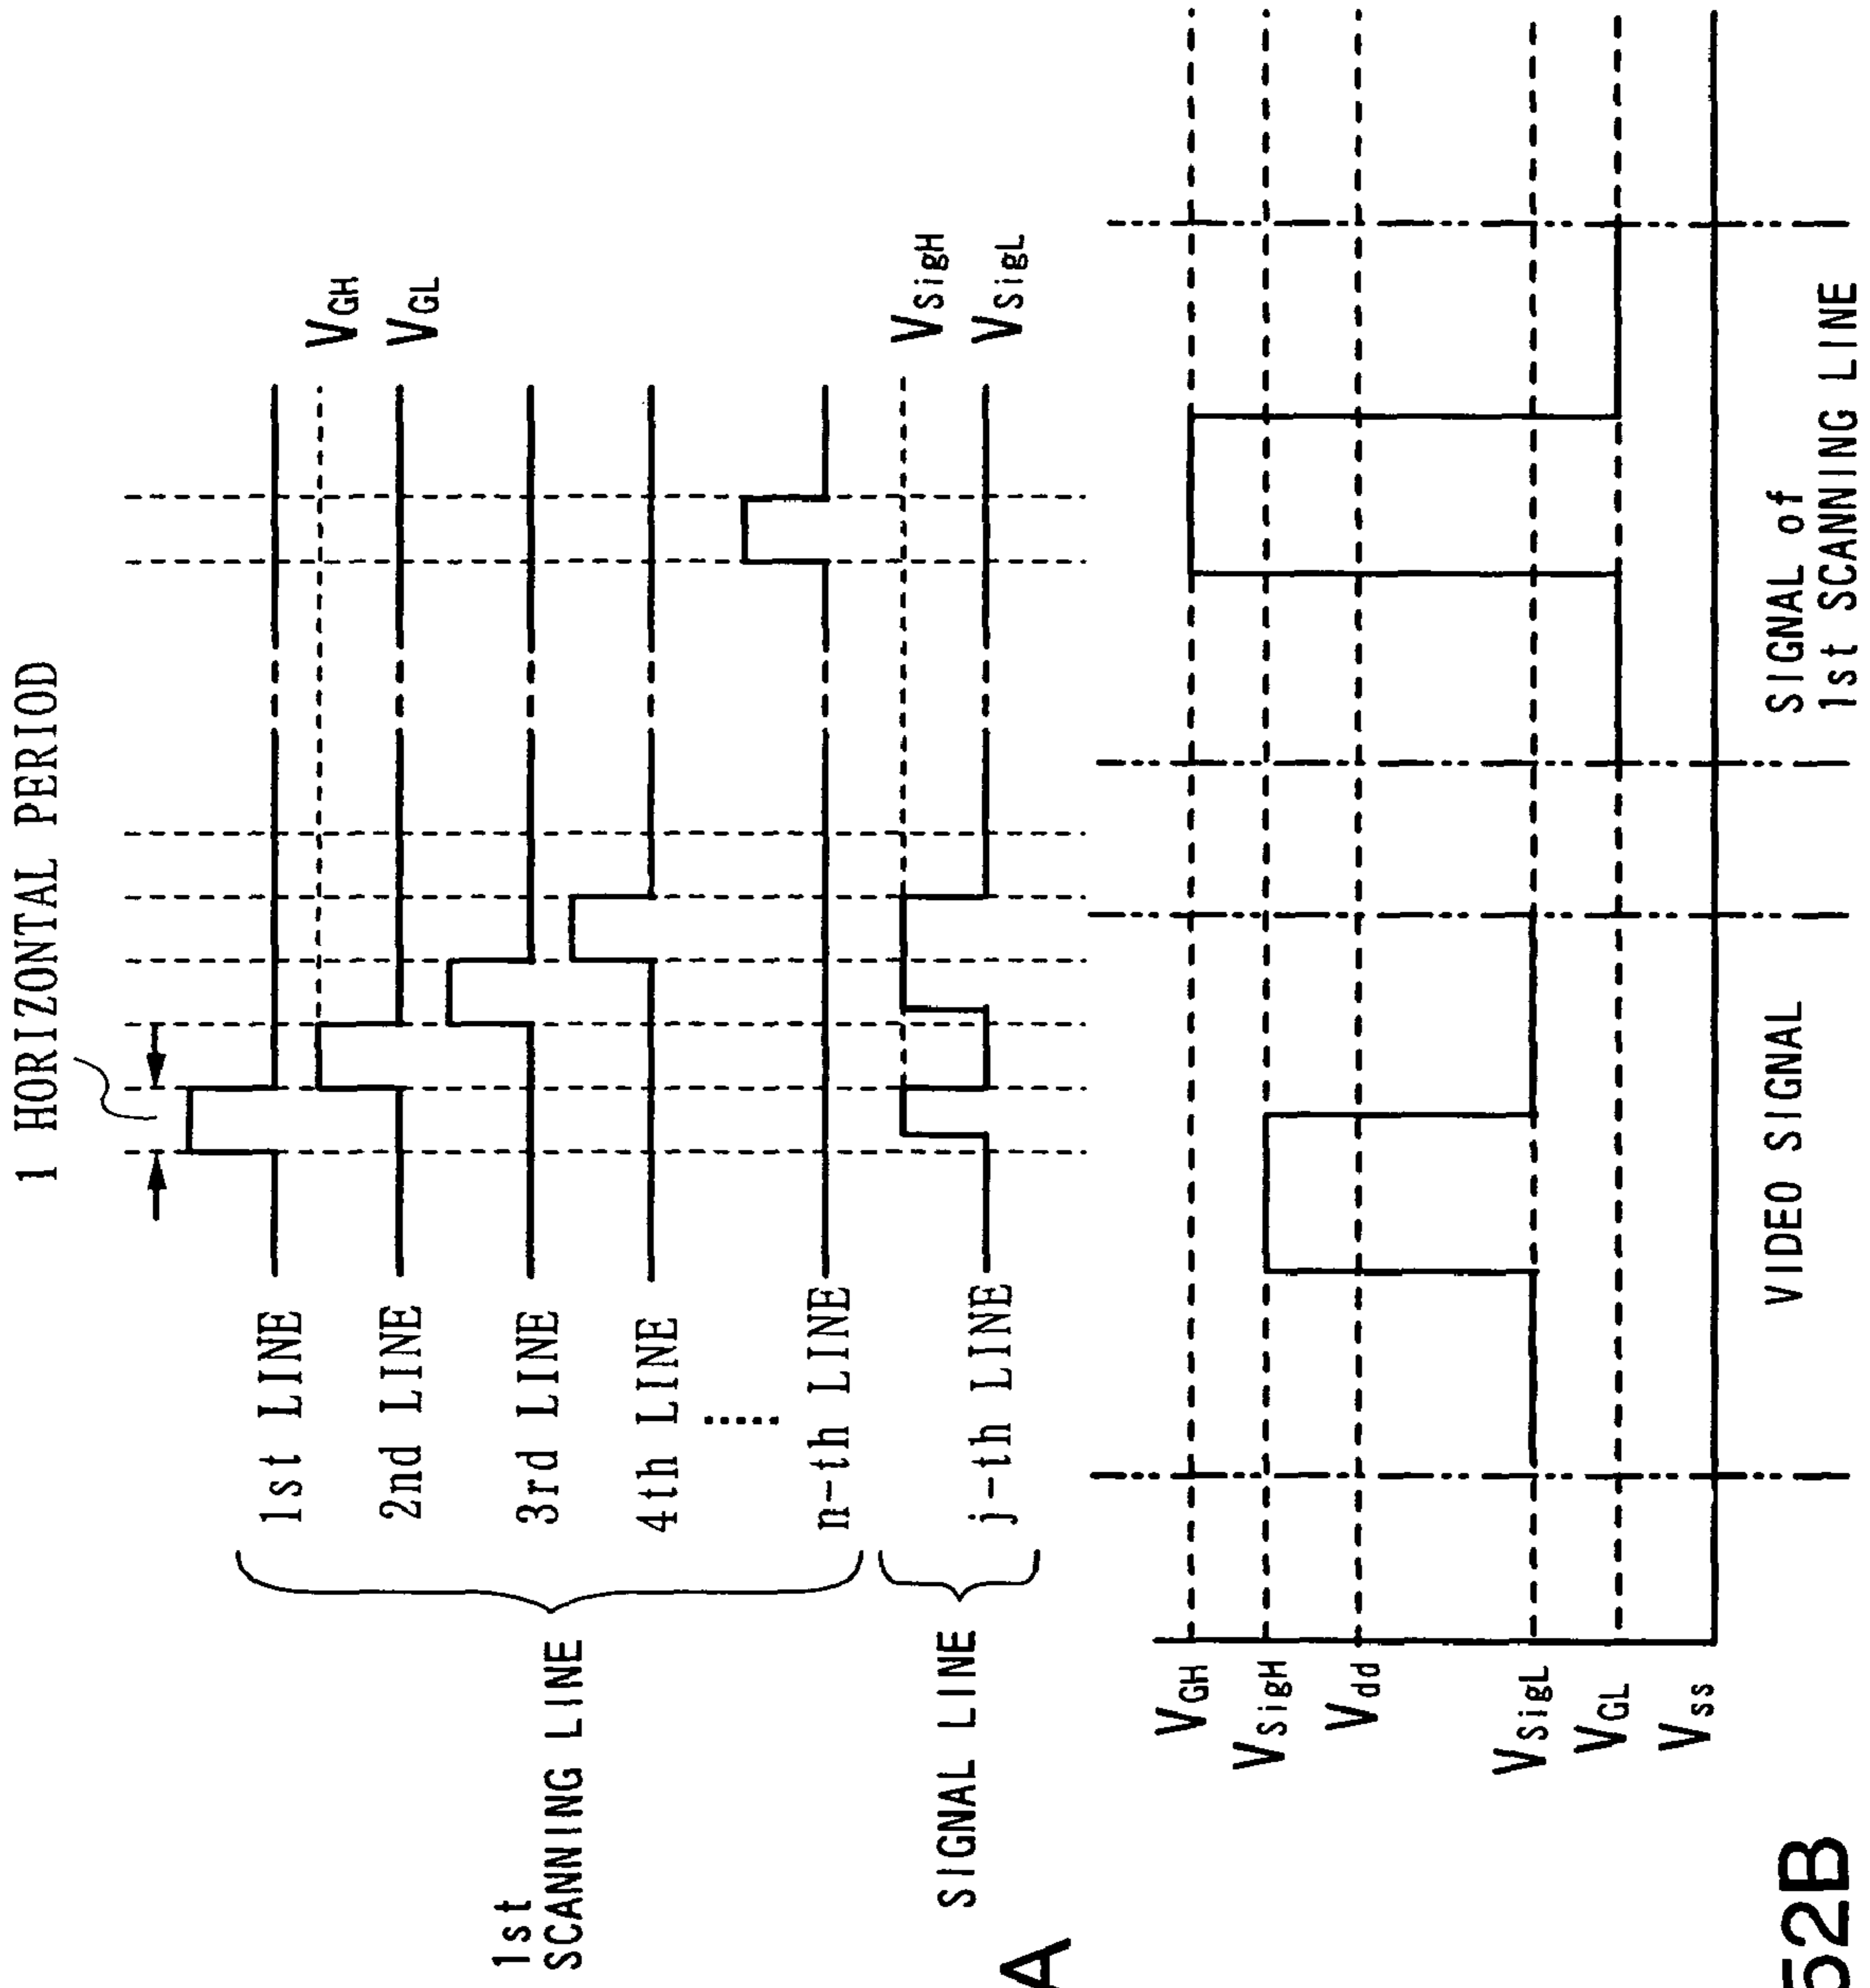 1 HORIZONTAL PERIOD
1st
SCANNING LINE
1st LINE
2nd LINE
3rd LINE
4th LINE
n-th LINE
VGH
VGL
SIGNAL LINE
j-th LINE
VSigH
VSigL
A
VGH
VSigH
Vdd
VSigL
VGL
Vss
VIDEO SIGNAL
SIGNAL of
1st SCANNING LINE
52B